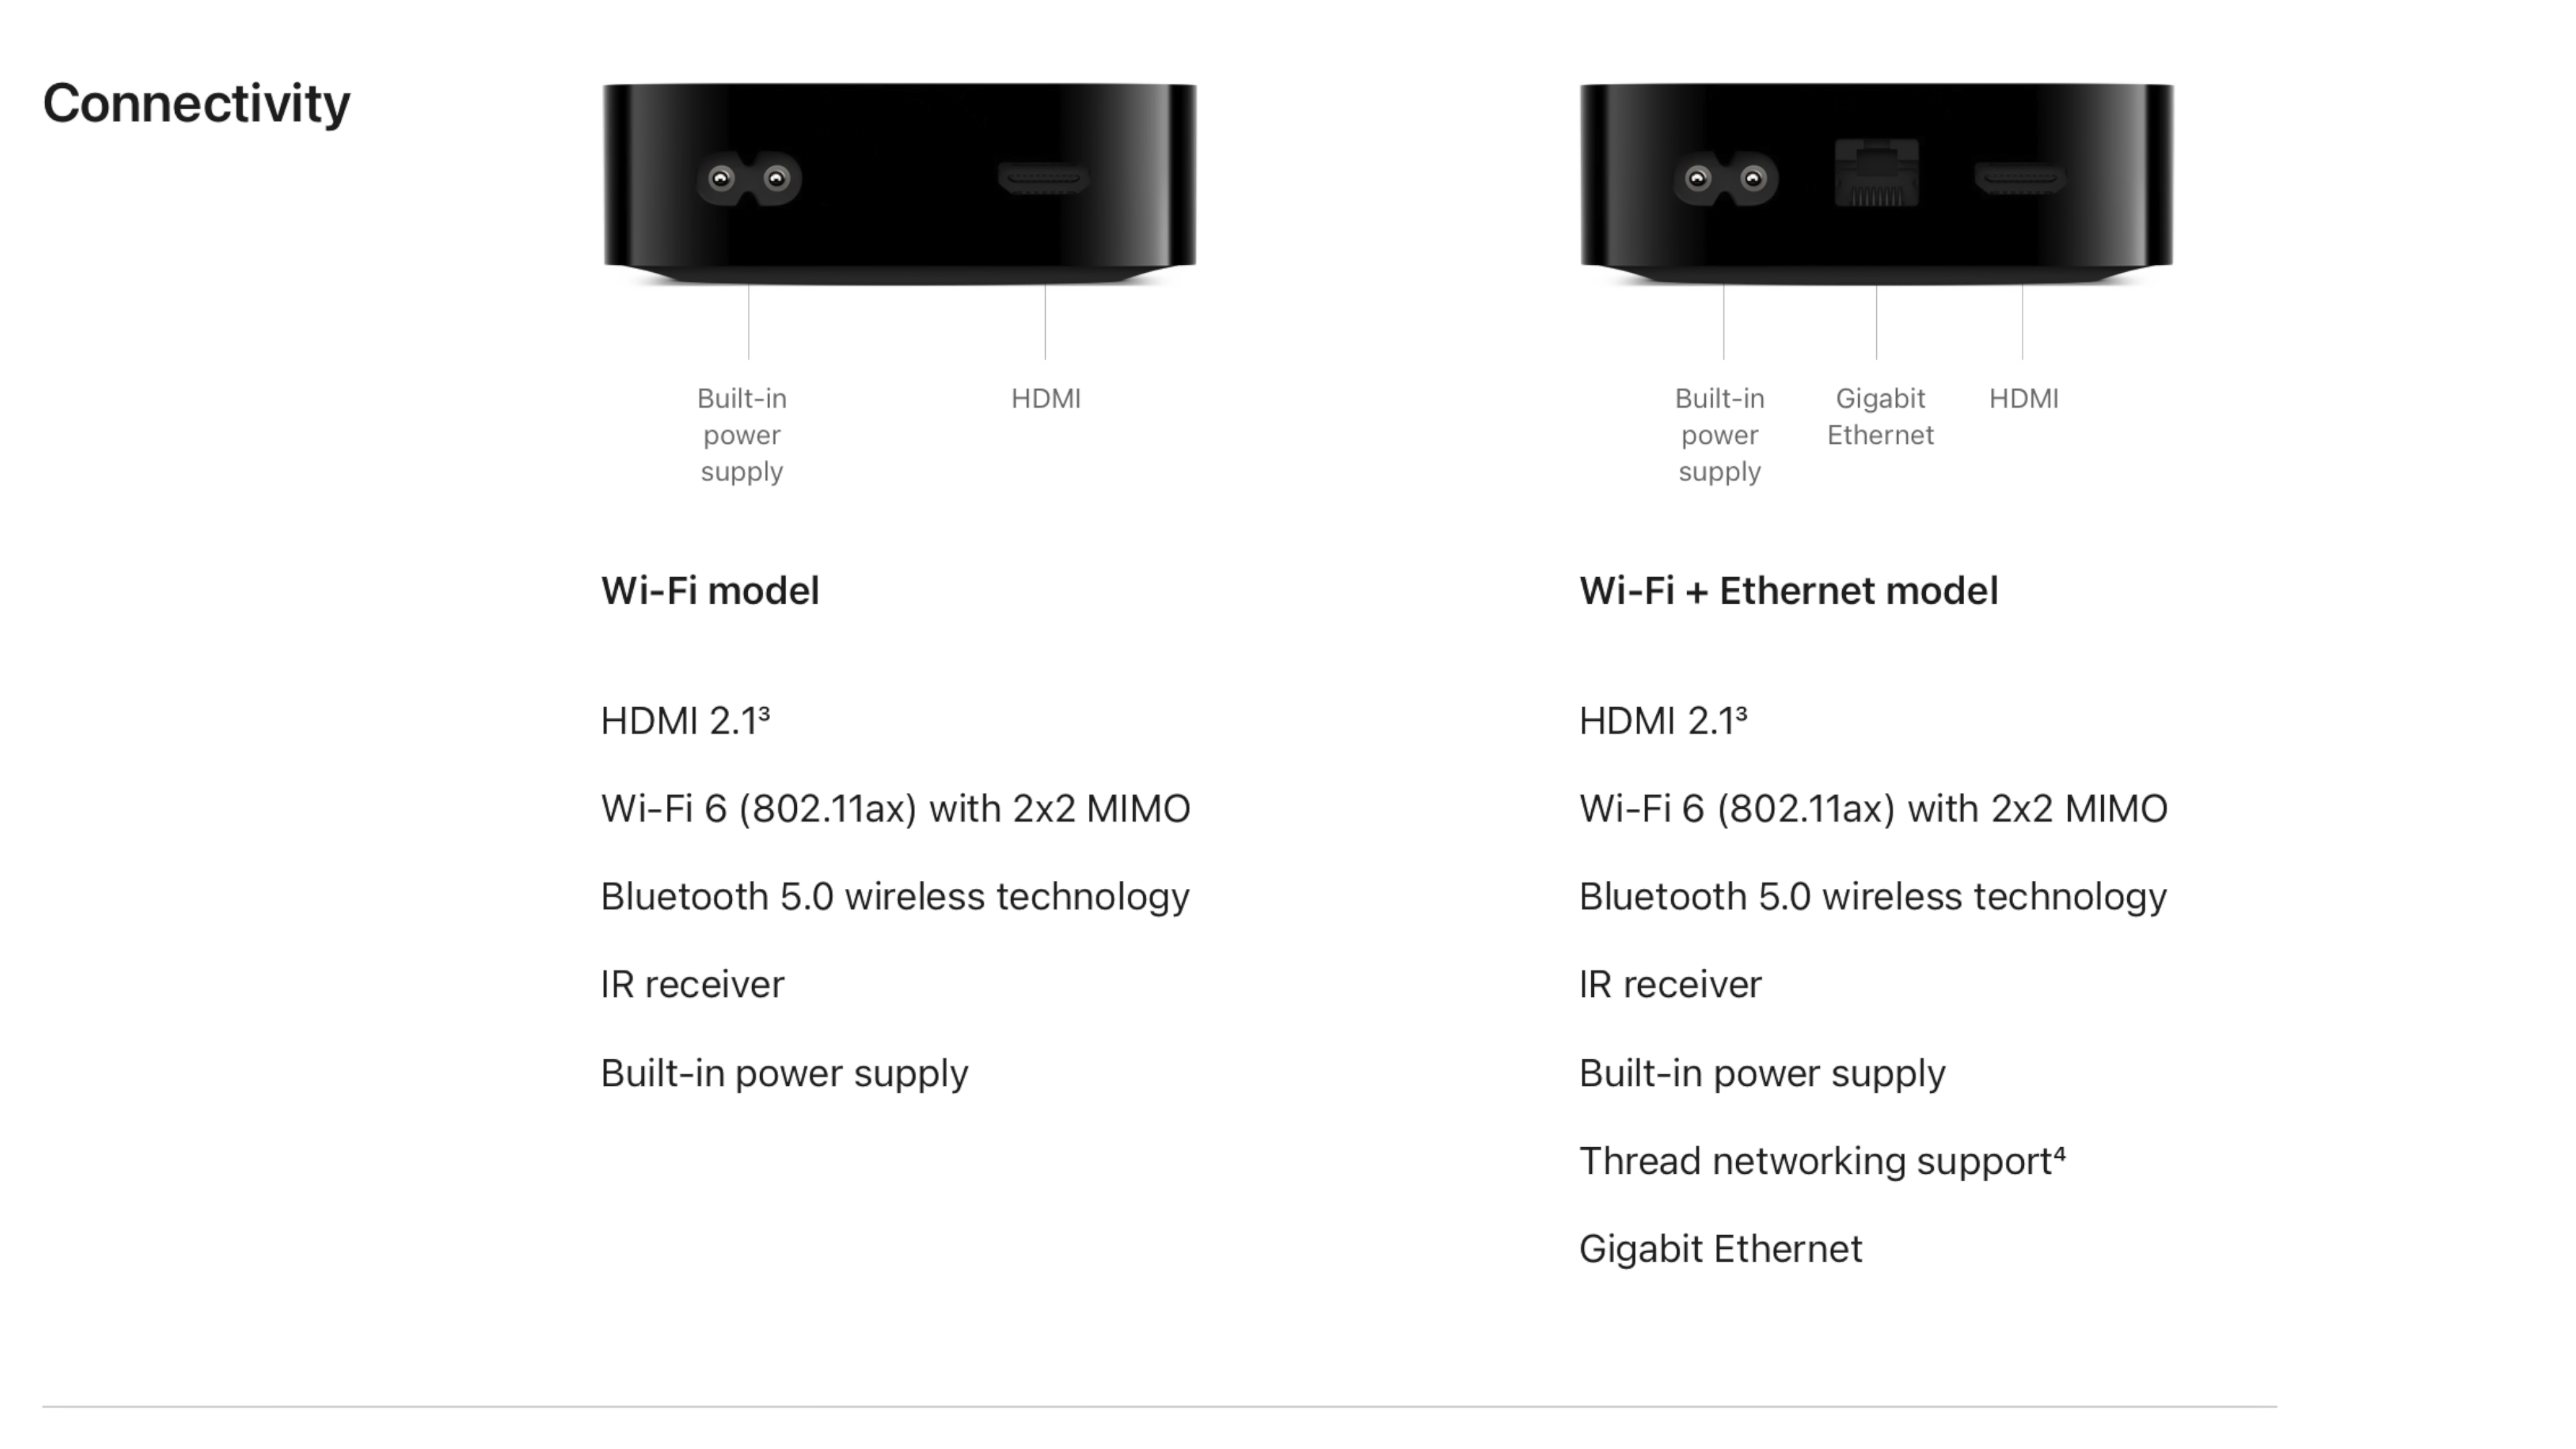 Connectivity
Built-in
power
supply
HDMI
Built-in
power
supply
Gigabit
Ethernet
HDMI
Wi-Fi model
HDMI 2.1³
Wi-Fi 6 (802.11ax) with 2x2 MIMO
Bluetooth 5.0 wireless technology
IR receiver
Built-in power supply
Wi-Fi + Ethernet model
HDMI 2.1³
Wi-Fi 6 (802.11ax) with 2x2 MIMO
Bluetooth 5.0 wireless technology
IR receiver
Built-in power supply
Thread networking support⁴
Gigabit Ethernet